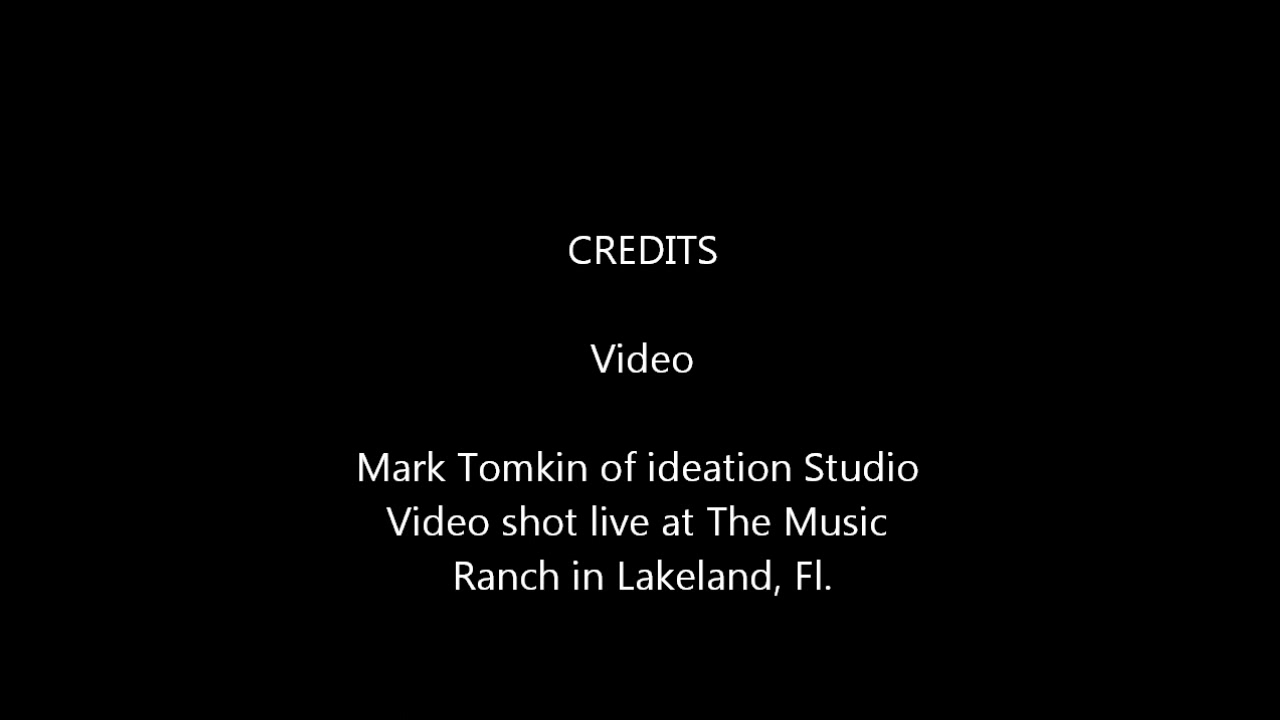 CREDITS
Video
Mark Tomkin of ideation Studio
Video shot live at The Music
Ranch in Lakeland, Fl.